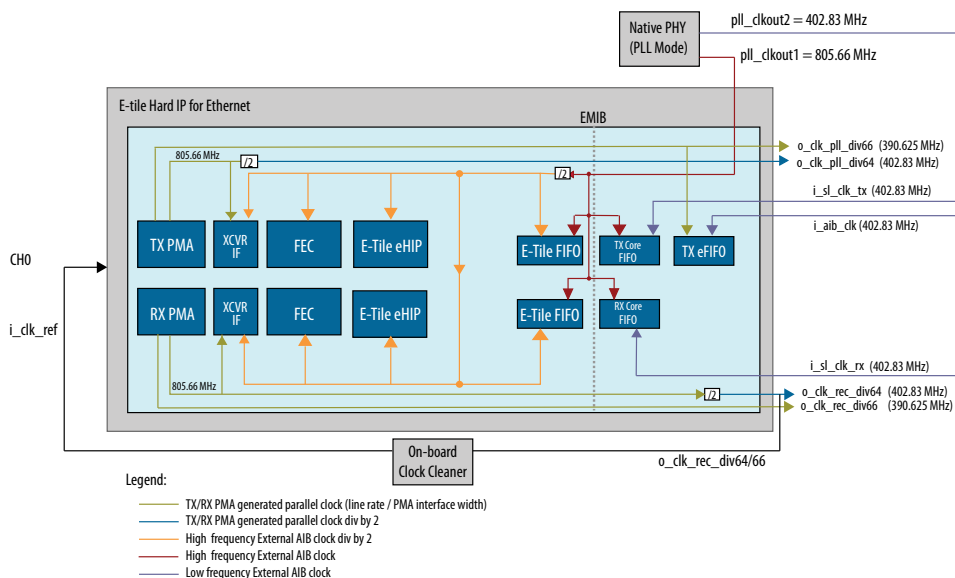 pll_clkout2 = 402.83 MHz
Native PHY
(PLL Mode)
pll_clkout1 = 805.66 MHz
E-tile Hard IP for Ethernet
EMIB
805.66 MHz
/2
o_clk_pll_div66 (390.625 MHz)
o_clk_pll_div64 (402.83 MHz)
/2
i_sl_clk_tx (402.83 MHz)
i_aib_clk(402.83 MHz)
TX PMA
XCVR
IF
FEC
E-Tile eHIP
E-Tile FIFO
TX Core
FIFO
TX eFIFO
CH0
i_clk_ref
RX PMA
XCVR
IF
FEC
E-Tile eHIP
E-Tile FIFO
RX Core
FIFO
i_sl_clk_rx (402.83 MHz)
805.66 MHz
/2
o_clk_rec_div64 (402.83 MHz)
o_clk_rec_div66 (390.625 MHz)
On-board
Clock Cleaner
o_clk_rec_div64/66
Legend:
TX/RX PMA generated parallel clock (line rate / PMA interface width)
TX/RX PMA generated parallel clock div by 2
High frequency External AIB clock div by 2
High frequency External AIB clock
Low frequency External AIB clock